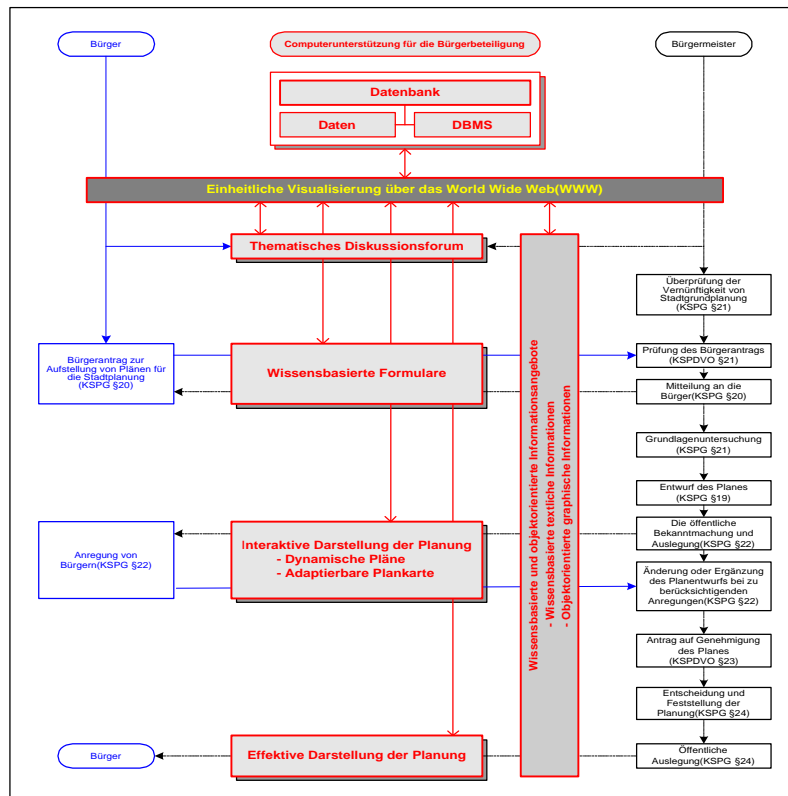 Bürger
Computerunterstützung für die Bürgerbeteiligung
Bürgermeister
Datenbank
Daten
DBMS
Einheitliche Visualisierung über das World Wide Web(WWW)
Thematisches Diskussionsforum
Überprüfung der
Vernünftigkeit von
Stadtgrundplanung
(KSPG §21)
Bürgerantrag zur
Aufstellung von Plänen für
die Stadtplanung
(KSPG §20)
Wissensbasierte Formulare
Prüfung des Bürgerantrags
(KSPDVO §21)
Mitteilung an die
Bürger(KSPG §20)
Grundlagenuntersuchung
(KSPG §21)
Entwurf des Planes
(KSPG §19)
Anregung von
Bürgern(KSPG §22)
Interaktive Darstellung der Planung
- Dynamische Pläne
- Adaptierbare Plankarte
Wissensbasierte und objektorientierte Informationsangebote
- Wissensbasierte textliche Informationen
- Objektorientierte graphische Informationen
Die öffentliche
Bekanntmachung und
Auslegung(KSPG §22)
Änderung oder Ergänzung
des Planentwurfs bei zu
berücksichtigenden
Anregungen(KSPG §22)
Antrag auf Genehmigung
des Planes
(KSPDVO §23)
Entscheidung und
Feststellung der
Planung(KSPG §24)
Bürger
Effektive Darstellung der Planung
Öffentliche
Auslegung(KSPG §24)